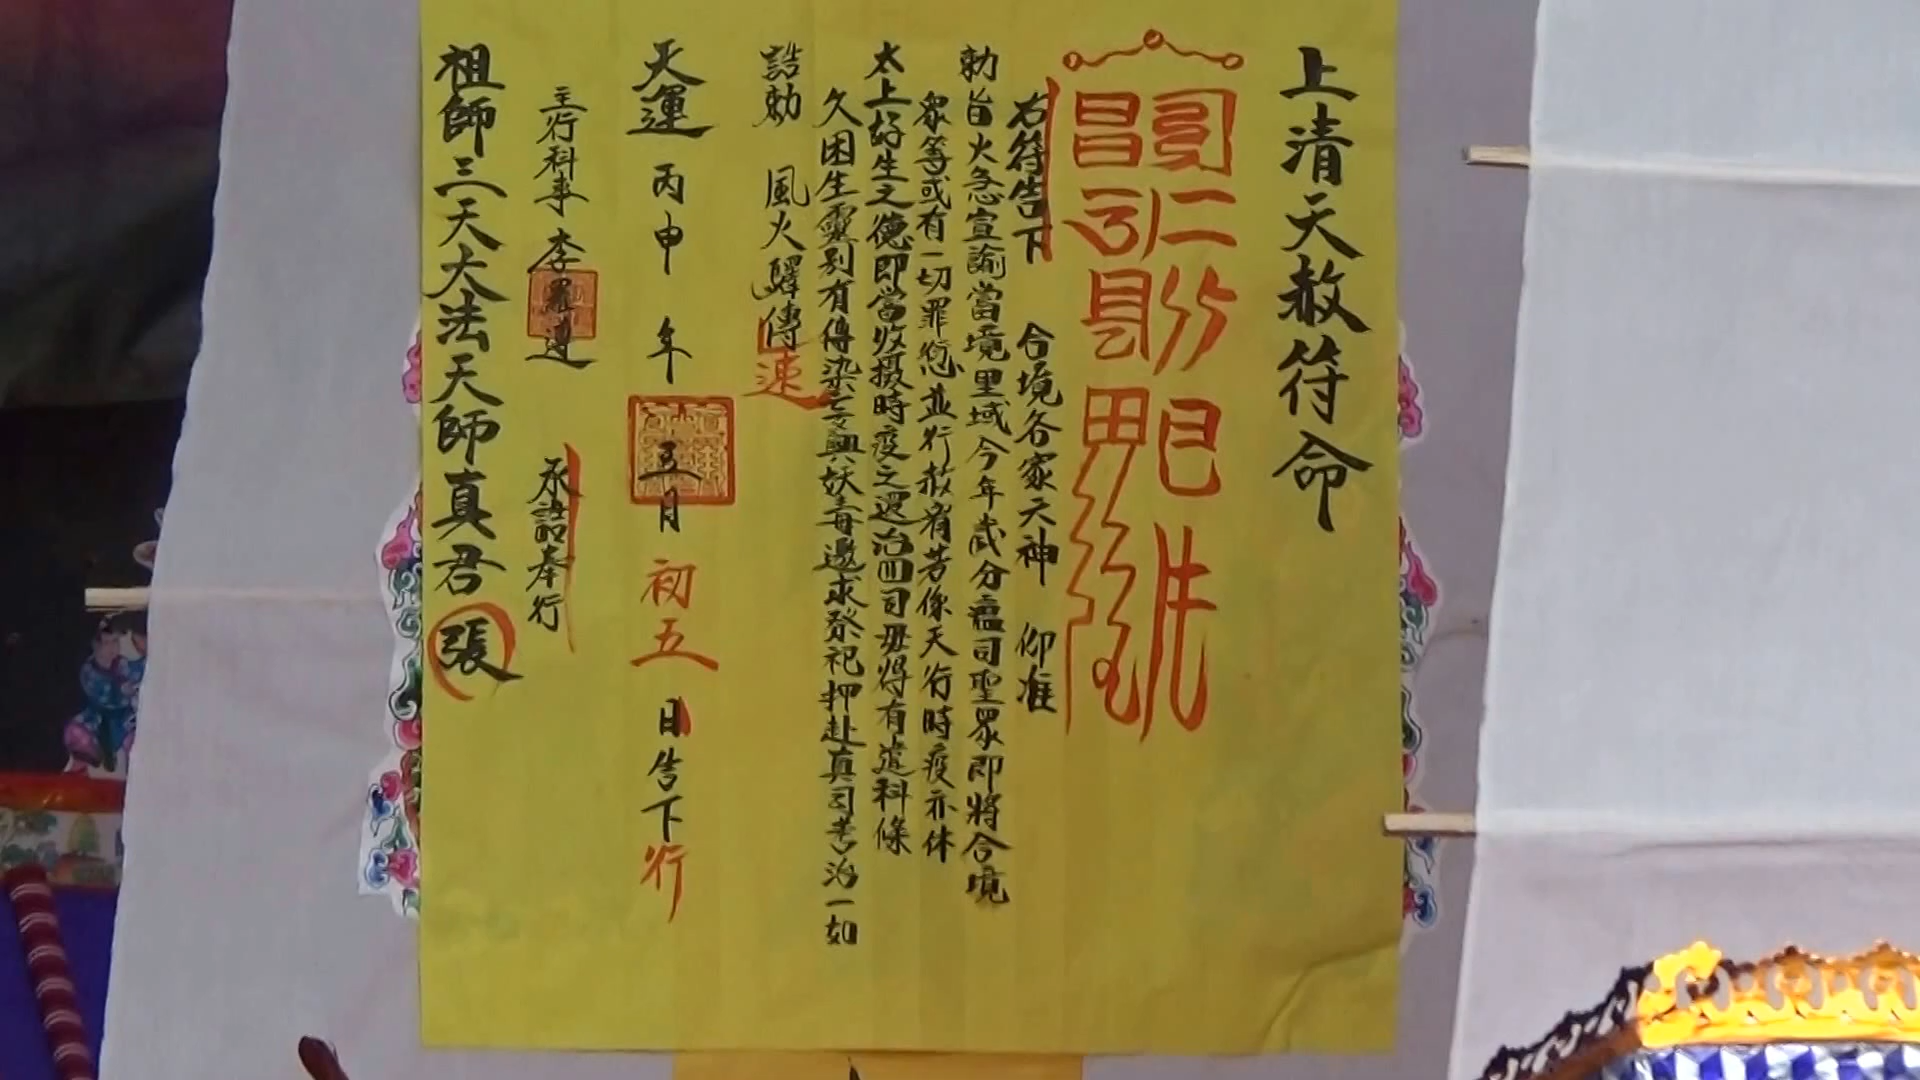 上清天赦符命
右符告下 合境各家天神 仰准
勅旨火急宣諭當境里域今年歲分瘟司聖眾即將合境
眾等或有一切罪愆並行赦宥若係天行時疫亦休
太上好生之德即當收攝時疫之還治四司毋得有違科條
久困生靈別有傳染妖毒邀求祭祀押赴真司考治一如
誥勅 風火驛傳速
天運丙申年五月初五日告下行
主行科事 李羅遵 承誥奉行
祖師三天大法天師真君張